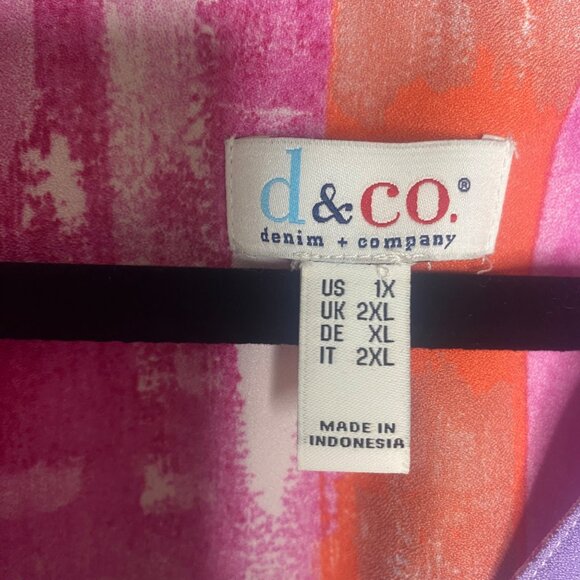 d&co.®
denim + company
US 1X
UK 2XL
DE XL
IT 2XL
MADE IN
INDONESIA